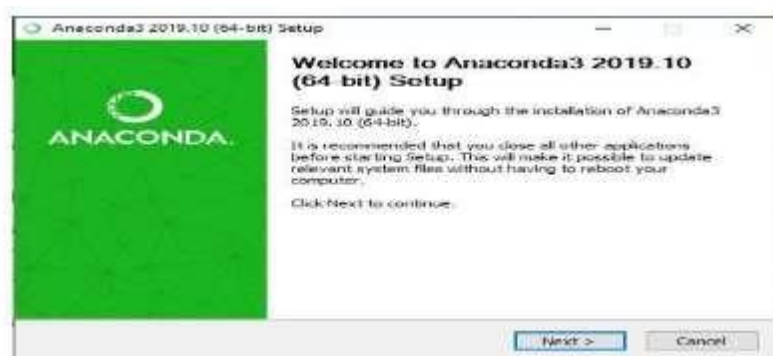 Anaconda3 2019.10 (64-bit) Setup
ANACONDA.
Welcome to Anaconda3 2019.10
(64-bit) Setup
Setup will guide you through the installation of Anaconda3
2019.10 (64-bit).
It is recommended that you close all other applications
before starting Setup. This will make it possible to update
relevant system files without having to reboot your
computer.
Click Next to continue.
Next >
Cancel